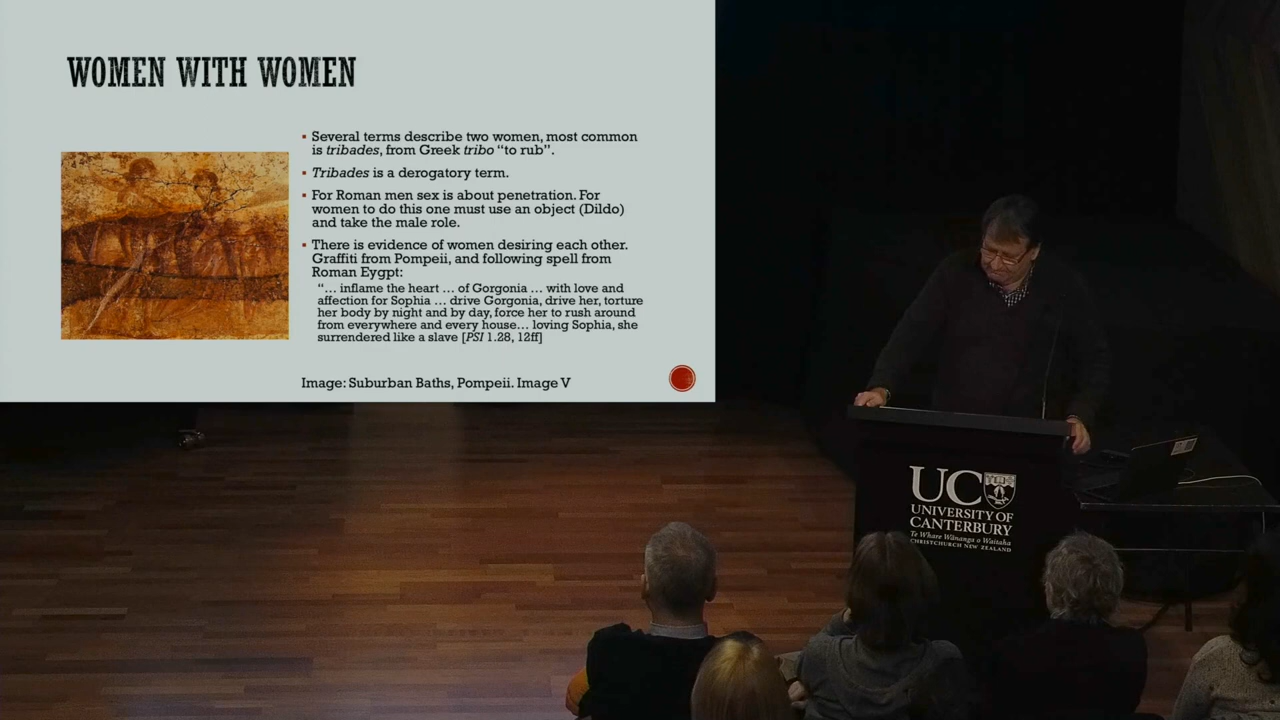 WOMEN WITH WOMEN
▪ Several terms describe two women, most common
is tribades, from Greek tribo “to rub”.
▪ Tribades is a derogatory term.
▪ For Roman men sex is about penetration. For
women to do this one must use an object (Dildo)
and take the male role.
▪ There is evidence of women desiring each other.
Graffiti from Pompeii, and following spell from
Roman Eygpt:
“… inflame the heart … of Gorgonia … with love and
affection for Sophia … drive Gorgonia, drive her, torture
her body by night and by day, force her to rush around
from everywhere and every house… loving Sophia, she
surrendered like a slave [PSI 1.28, 12ff]
Image: Suburban Baths, Pompeii. Image V
UC
UNIVERSITY OF
CANTERBURY
Te Whare Wānanga o Waitaha
CHRISTCHURCH NEW ZEALAND